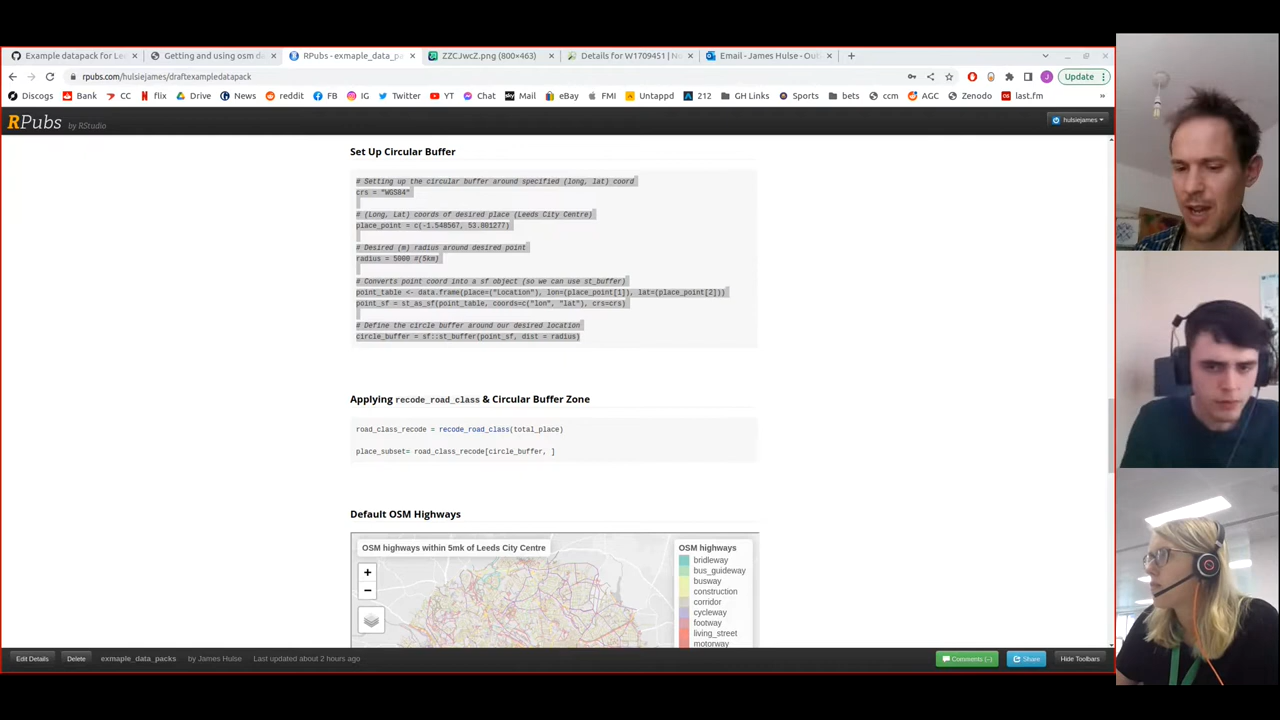 Example datapack for Le
Getting and using osm da
RPubs - exmaple_data_pa
ZZCJwcZ.png (800×463)
Details for W1709451 | Ne
Email - James Hulse - Out
rpubs.com/hulsiejames/draftexampledatapack
J
Update
Discogs
Bank
CC
flix
Drive
News
reddit
FB
IG
Twitter
YT
Chat
Mail
eBay
FMI
Untappd
212
GH Links
Sports
bets
ccm
AGC
Zenodo
last.fm
RPubs by RStudio
hulsiejames
Set Up Circular Buffer
# Setting up the circular buffer around specified (long, lat) coord
crs = "WGS84"
# (Long, Lat) coords of desired place (Leeds City Centre)
place_point = c(-1.548567, 53.801277)
# Desired (m) radius around desired point
radius = 5000 #(5km)
# Converts point coord into a sf object (so we can use st_buffer)
point_table <- data.frame(place=("Location"), lon=(place_point[1]), lat=(place_point[2]))
point_sf = st_as_sf(point_table, coords=c("lon", "lat"), crs=crs)
# Define the circle buffer around our desired location
circle_buffer = sf::st_buffer(point_sf, dist = radius)
Applying recode_road_class & Circular Buffer Zone
road_class_recode = recode_road_class(total_place)
place_subset= road_class_recode[circle_buffer, ]
Default OSM Highways
OSM highways within 5mk of Leeds City Centre
+
−
OSM highways
bridleway
bus_guideway
busway
construction
corridor
cycleway
footway
living_street
motorway
Edit Details
Delete
exmaple_data_packs
by James Hulse
Last updated about 2 hours ago
Comments (–)
Share
Hide Toolbars